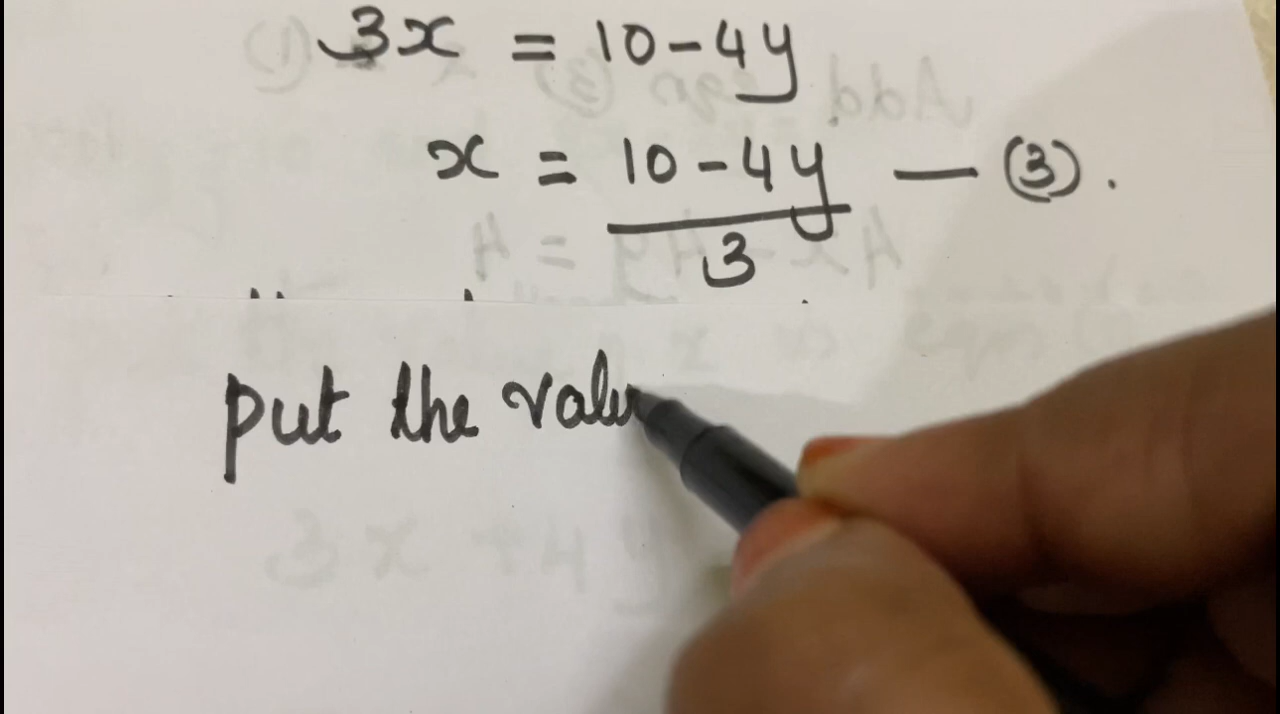 3x = 10-4y
x = 10-4y — (3).
3
put the valu